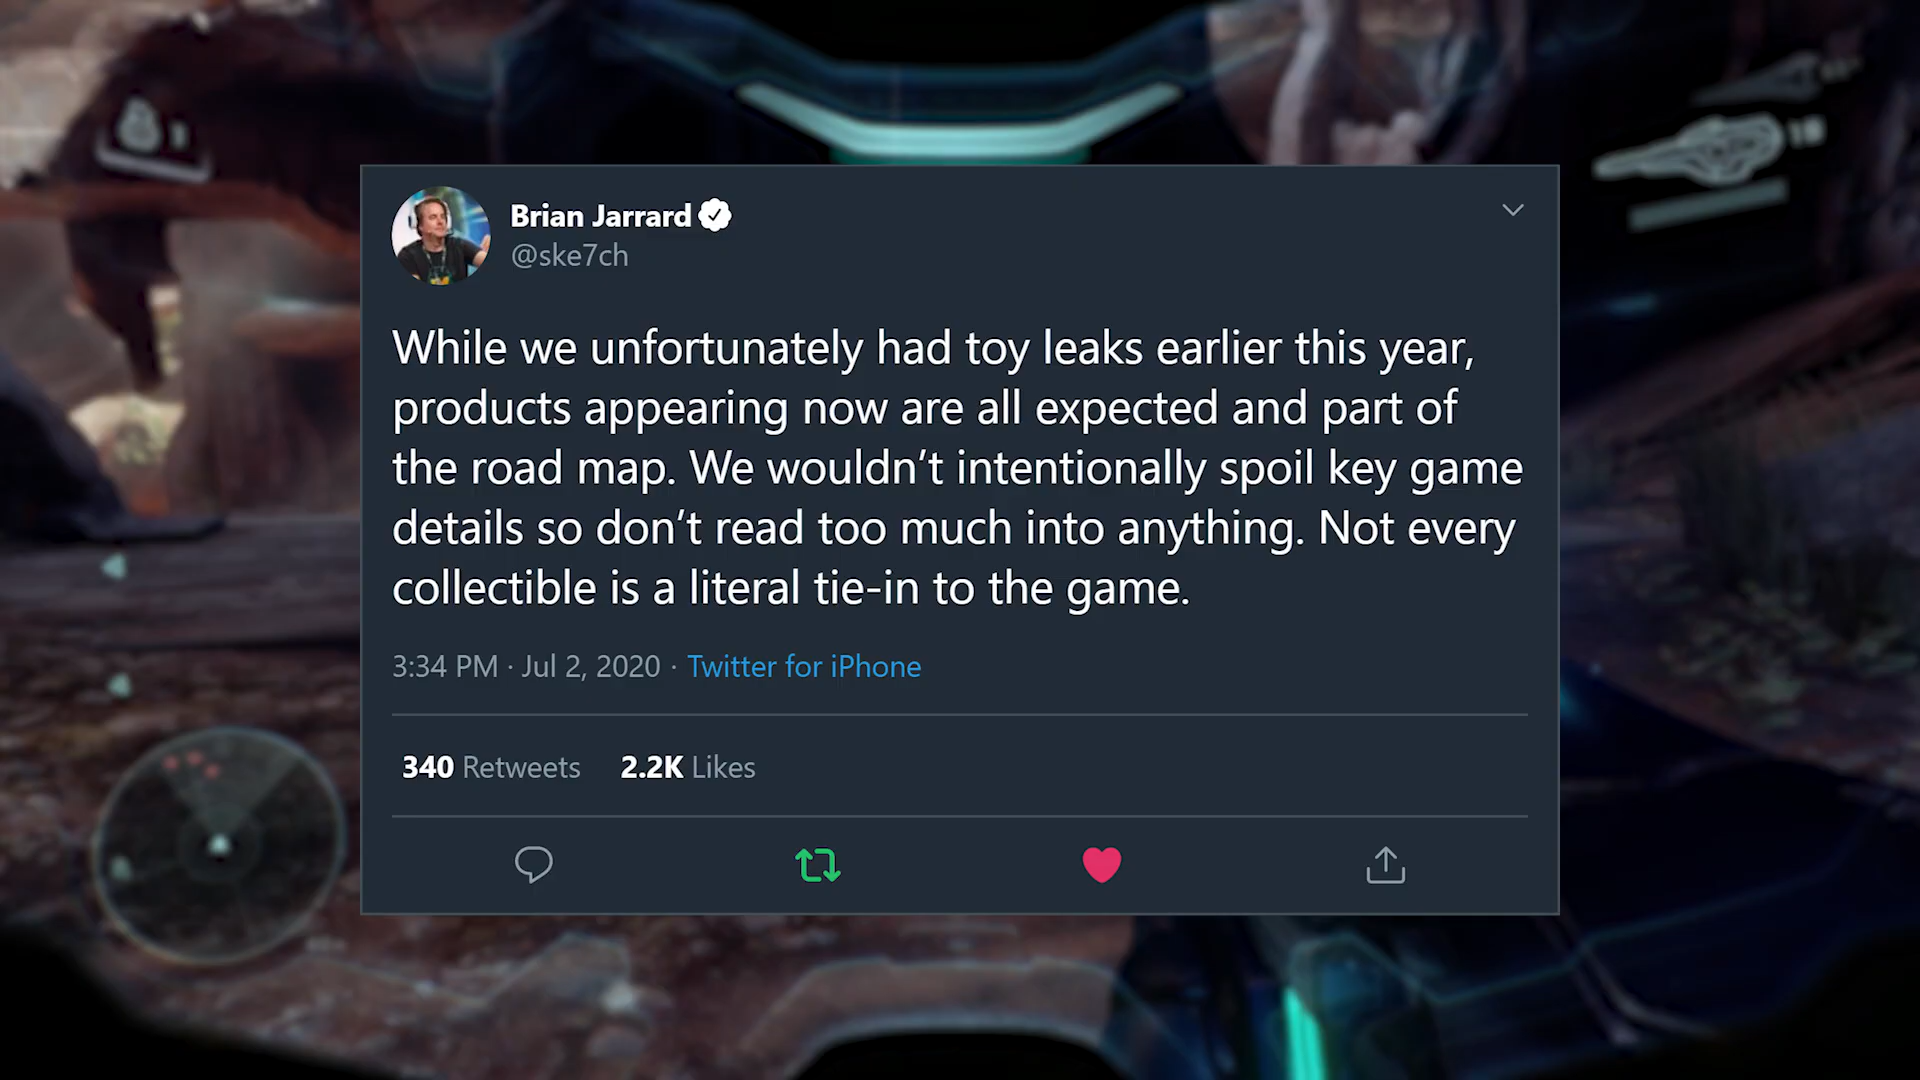 Brian Jarrard
@ske7ch
While we unfortunately had toy leaks earlier this year,
products appearing now are all expected and part of
the road map. We wouldn’t intentionally spoil key game
details so don’t read too much into anything. Not every
collectible is a literal tie-in to the game.
3:34 PM · Jul 2, 2020 · Twitter for iPhone
340 Retweets 2.2K Likes